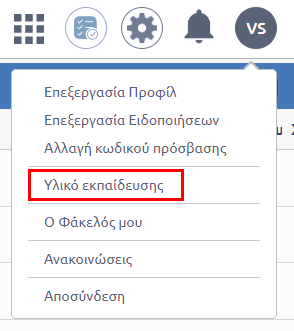 VS
Επεξεργασία Προφίλ
Επεξεργασία Ειδοποιήσεων
Αλλαγή κωδικού πρόσβασης
Υλικό εκπαίδευσης
Ο Φάκελός μου
Ανακοινώσεις
Αποσύνδεση